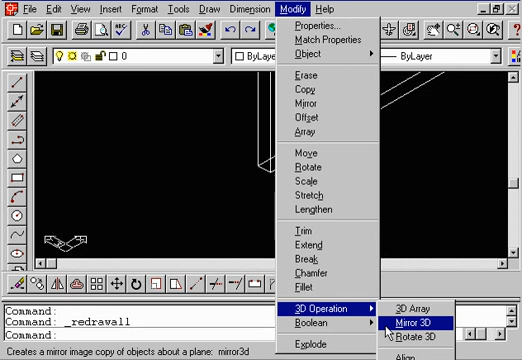 File Edit View Insert Format Tools Draw Dimension Modify Help
ABC
0
ByLayer
ByLayer
Properties...
Match Properties
Object
Erase
Copy
Mirror
Offset
Array
Move
Rotate
Scale
Stretch
Lengthen
Trim
Extend
Break
Chamfer
Fillet
3D Operation
Boolean
Explode
3D Array
Mirror 3D
Rotate 3D
Align
Command:
Command: _redrawall
Command:
Creates a mirror image copy of objects about a plane: mirror3d